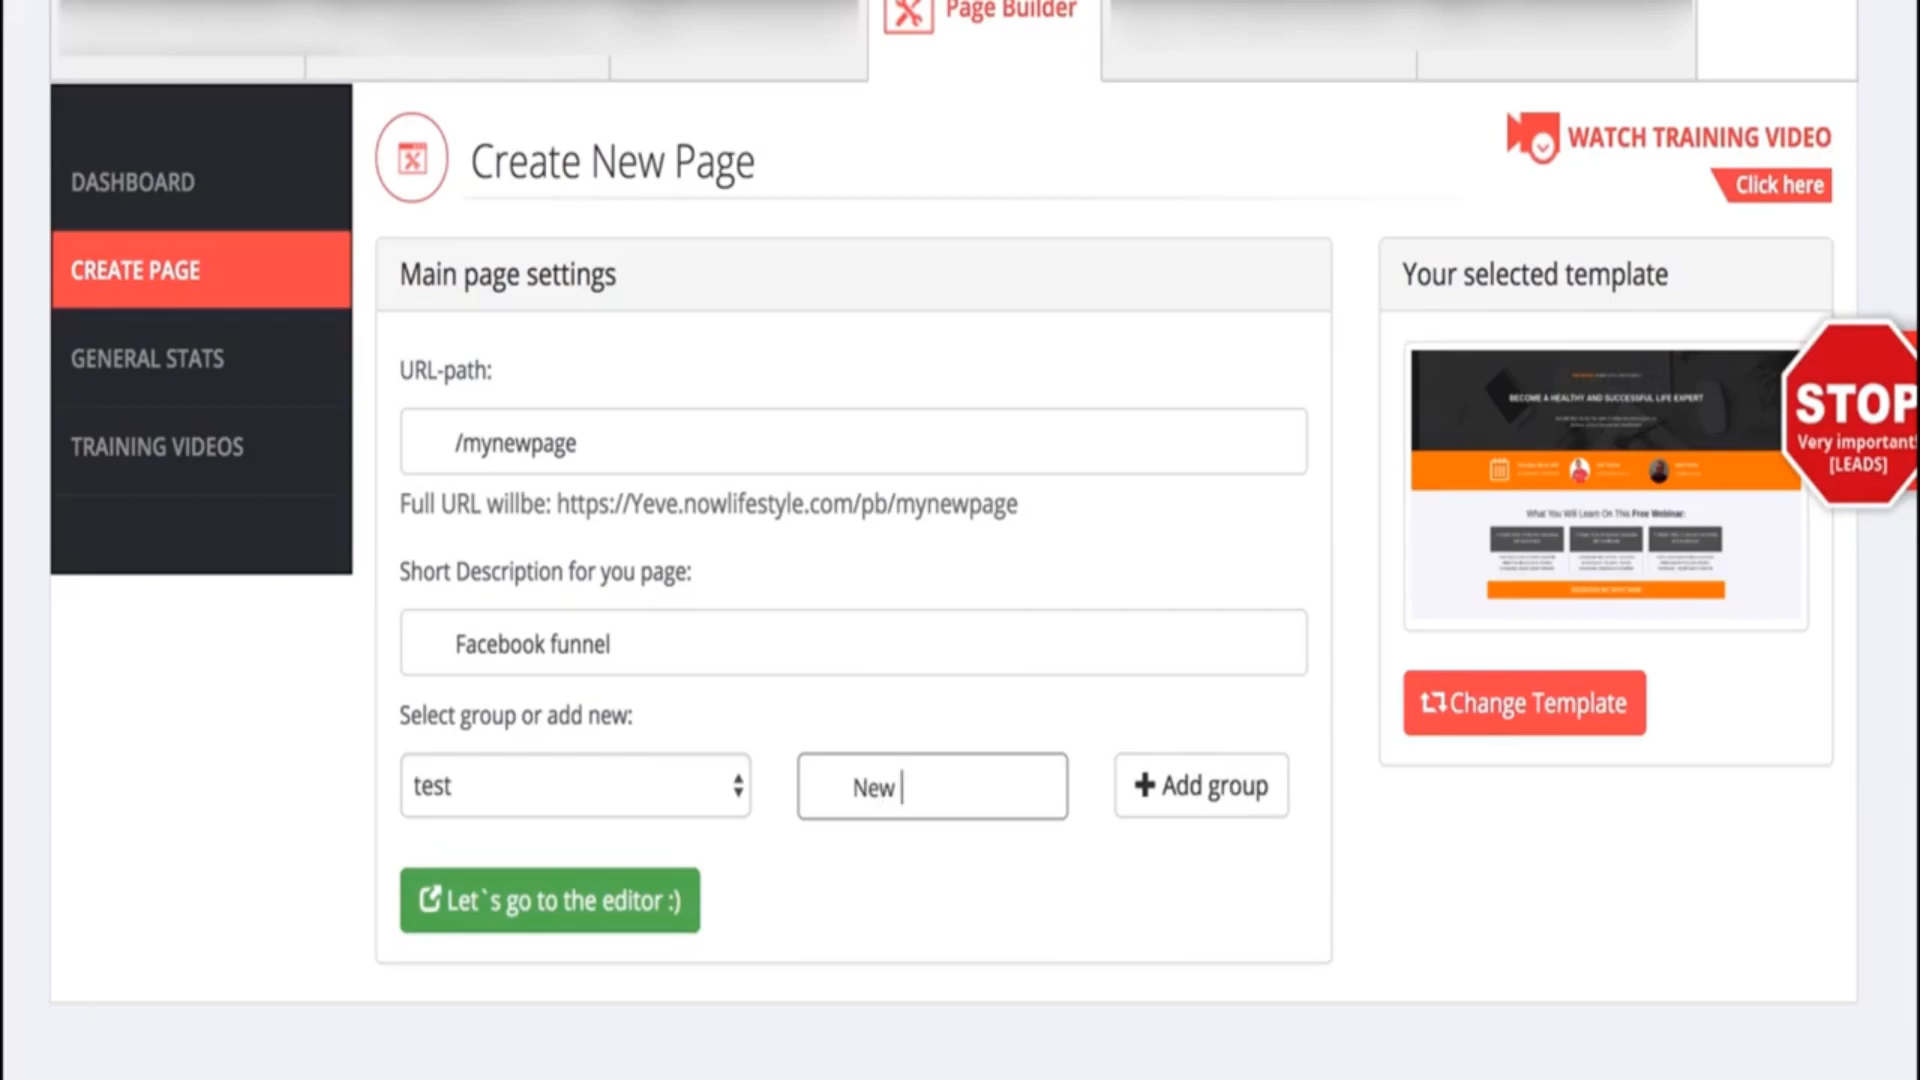 Page Builder
DASHBOARD
CREATE PAGE
GENERAL STATS
TRAINING VIDEOS
Create New Page
WATCH TRAINING VIDEO
Click here
Main page settings
URL-path:
/mynewpage
Full URL willbe: https://Yeve.nowlifestyle.com/pb/mynewpage
Short Description for you page:
Facebook funnel
Select group or add new:
test
New
Add group
Let`s go to the editor :)
Your selected template
BECOME A HEALTHY AND SUCCESSFUL LIFE EXPERT
What You Will Learn On This Free Webinar:
Change Template
STOP
Very important!
[LEADS]